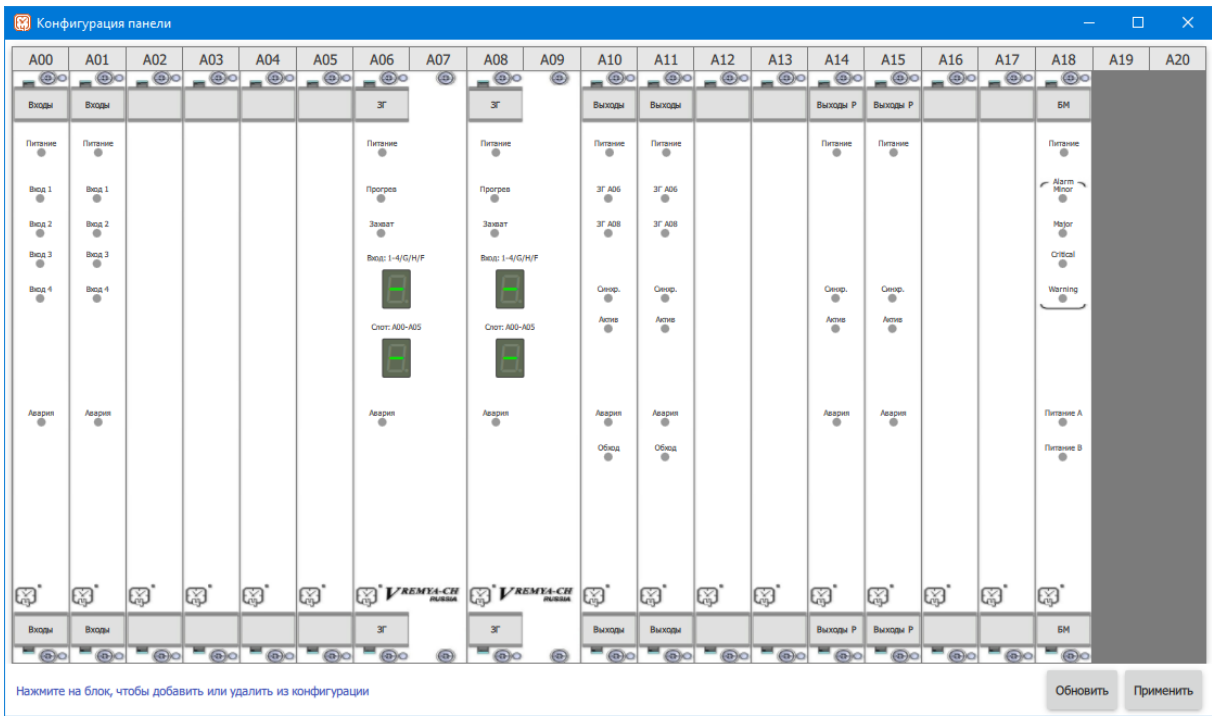 Конфигурация панели
A00 A01 A02 A03 A04 A05 A06 A07 A08 A09 A10 A11 A12 A13 A14 A15 A16 A17 A18 A19 A20
Входы Входы ЗГ ЗГ Выходы Выходы Выходы Р Выходы Р БМ
Питание Питание Питание Питание Питание Питание Питание Питание Питание
Alarm
Вход 1 Вход 1 Прогрев Прогрев ЗГ A06 ЗГ A06 Minor
Вход 2 Вход 2 Захват Захват ЗГ A08 ЗГ A08 Major
Вход 3 Вход 3 Вход: 1-4/G/H/F Вход: 1-4/G/H/F Critical
Вход 4 Вход 4 Синхр. Синхр. Синхр. Синхр. Warning
Актив Актив Актив Актив
Слот: A00-A05 Слот: A00-A05
Авария Авария Авария Авария Авария Авария Авария Авария Питание A
Обход Обход Питание B
VREMYA-CH VREMYA-CH
RUSSIA RUSSIA
Входы Входы ЗГ ЗГ Выходы Выходы Выходы Р Выходы Р БМ
Нажмите на блок, чтобы добавить или удалить из конфигурации Обновить Применить